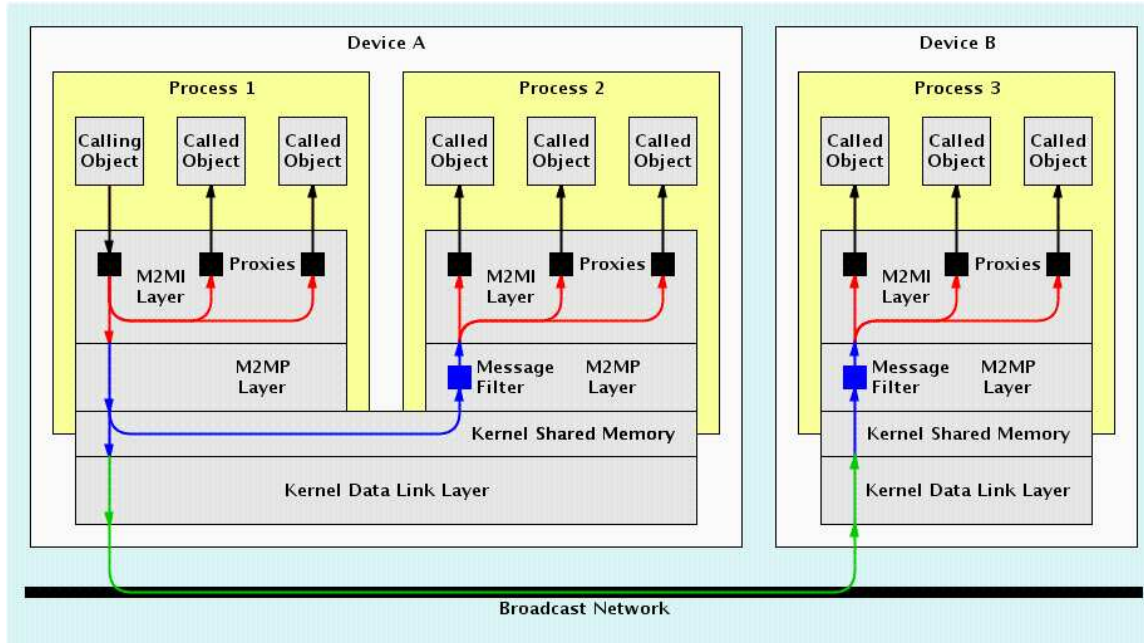 Device A
Device B
Process 1
Process 2
Process 3
Calling
Object
Called
Object
Called
Object
Called
Object
Called
Object
Called
Object
Called
Object
Called
Object
Called
Object
Proxies
M2MI
Layer
Proxies
M2MI
Layer
Proxies
M2MI
Layer
M2MP
Layer
Message
Filter
M2MP
Layer
Message
Filter
M2MP
Layer
Kernel Shared Memory
Kernel Shared Memory
Kernel Data Link Layer
Kernel Data Link Layer
Broadcast Network